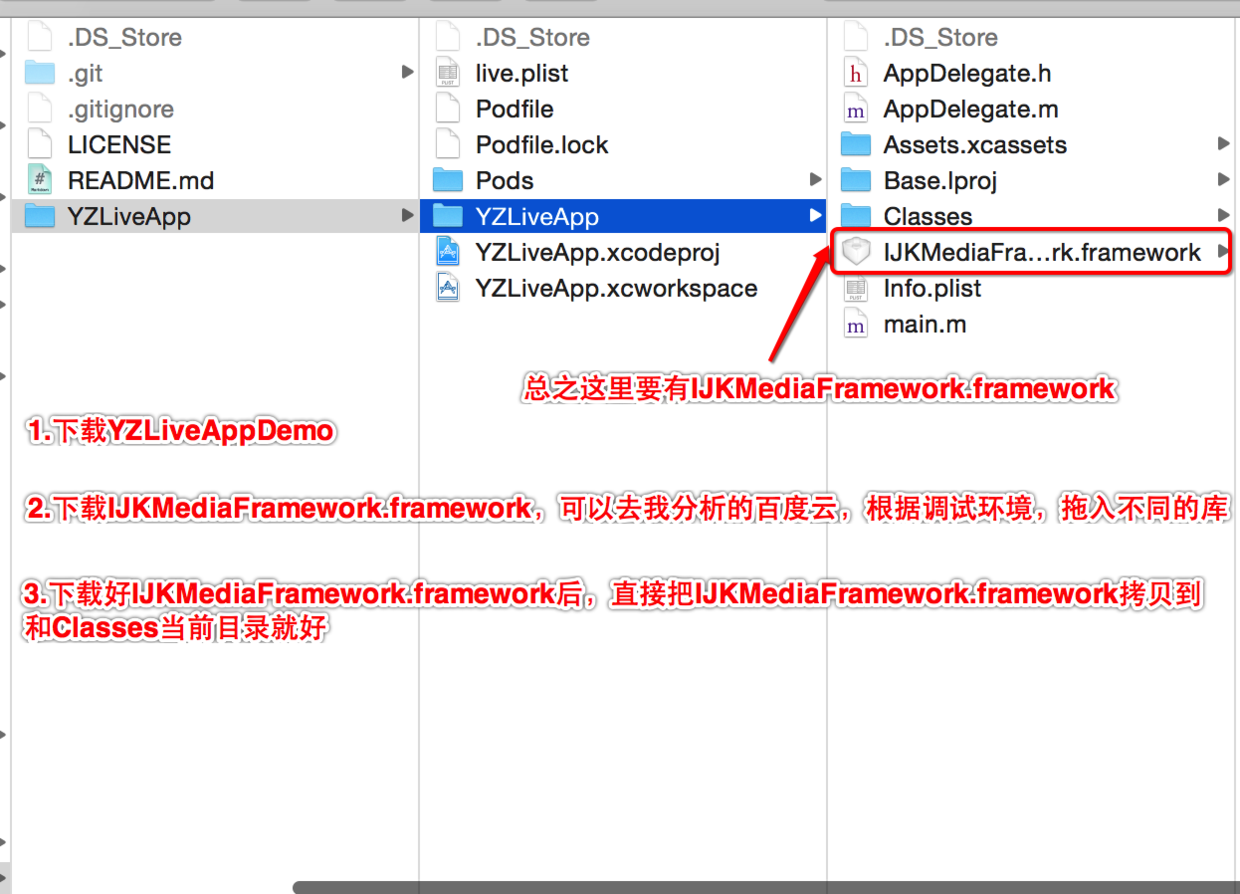 .DS_Store
.git
.gitignore
LICENSE
README.md
YZLiveApp
.DS_Store
live.plist
Podfile
Podfile.lock
Pods
YZLiveApp
YZLiveApp.xcodeproj
YZLiveApp.xcworkspace
.DS_Store
AppDelegate.h
AppDelegate.m
Assets.xcassets
Base.lproj
Classes
IJKMediaFra...rk.framework
Info.plist
main.m
总之这里要有IJKMediaFramework.framework
1.下载YZLiveAppDemo
2.下载IJKMediaFramework.framework，可以去我分析的百度云，根据调试环境，拖入不同的库
3.下载好IJKMediaFramework.framework后，直接把IJKMediaFramework.framework拷贝到
和Classes当前目录就好